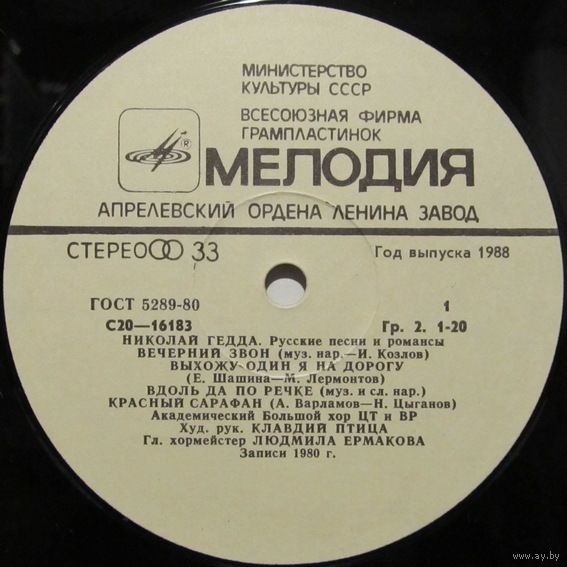 МИНИСТЕРСТВО
КУЛЬТУРЫ СССР
ВСЕСОЮЗНАЯ ФИРМА
ГРАМПЛАСТИНОК
®
МЕЛОДИЯ
АПРЕЛЕВСКИЙ ОРДЕНА ЛЕНИНА ЗАВОД
СТЕРЕО 33 Год выпуска 1988
ГОСТ 5289-80 1
С20—16183 Гр. 2. 1-20
НИКОЛАЙ ГЕДДА. Русские песни и романсы
ВЕЧЕРНИЙ ЗВОН (муз. нар.—И. Козлов)
ВЫХОЖУ ОДИН Я НА ДОРОГУ
(Е. Шашина—М. Лермонтов)
ВДОЛЬ ДА ПО РЕЧКЕ (муз. и сл. нар.)
КРАСНЫЙ САРАФАН (А. Варламов—Н. Цыганов)
Академический Большой хор ЦТ и ВР
Худ. рук. КЛАВДИЙ ПТИЦА
Гл. хормейстер ЛЮДМИЛА ЕРМАКОВА
Записи 1980 г.
www.ay.by